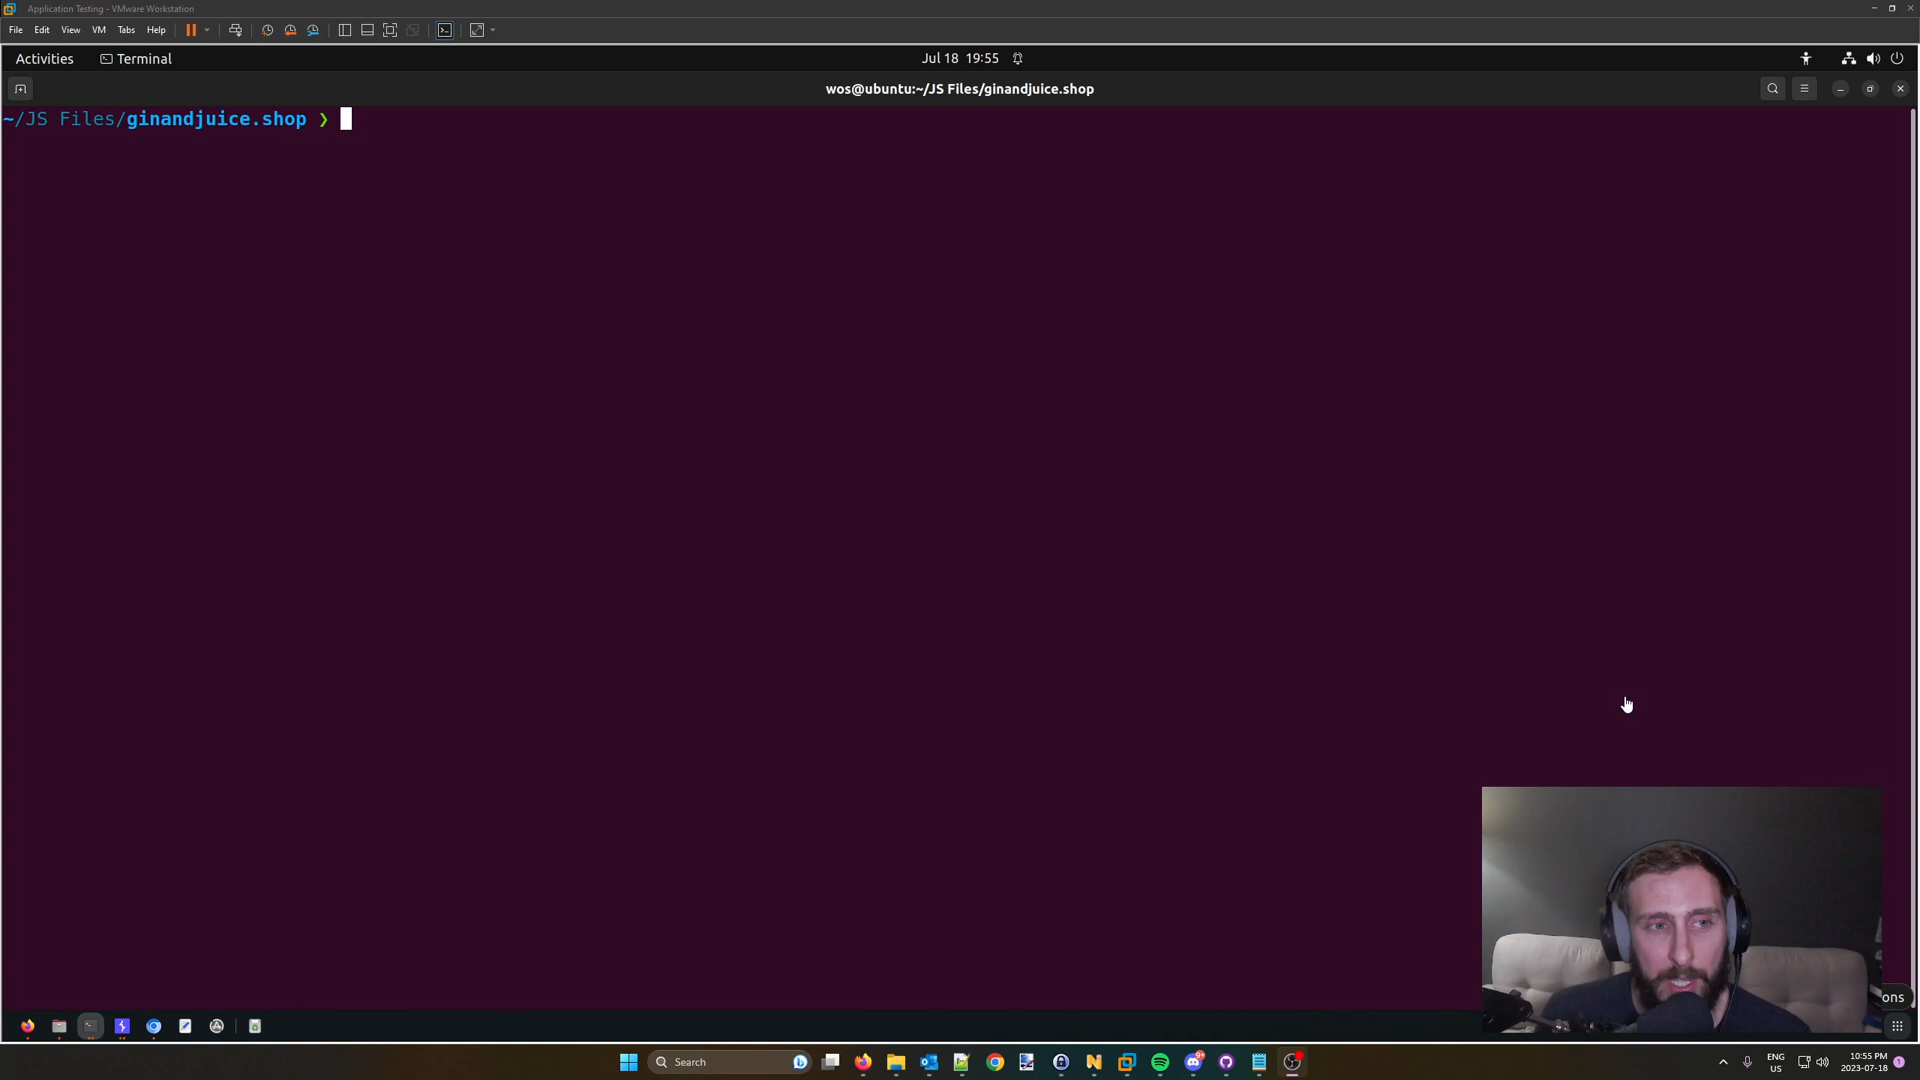 Application Testing - VMware Workstation
File Edit View VM Tabs Help
Activities Terminal Jul 18 19:55
wos@ubuntu:~/JS Files/ginandjuice.shop
~/JS Files/ginandjuice.shop ❯
ons
Search
ENG
US
10:55 PM
2023-07-18
1